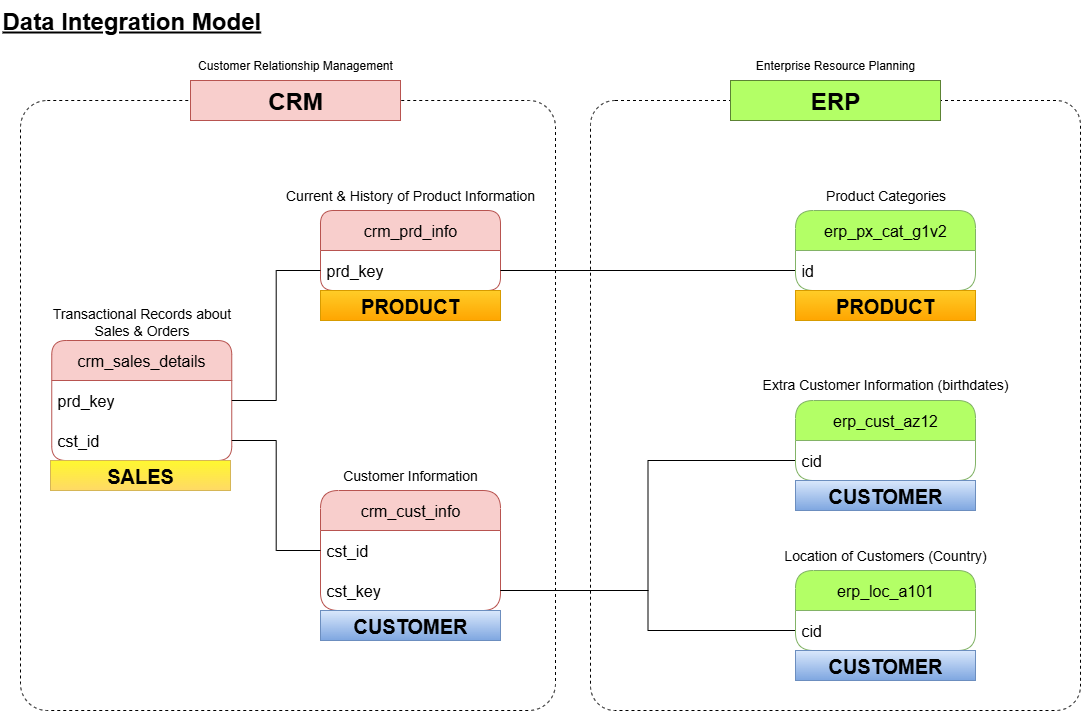 Data Integration Model
Customer Relationship Management
CRM
Enterprise Resource Planning
ERP
Current & History of Product Information
crm_prd_info
prd_key
PRODUCT
Product Categories
erp_px_cat_g1v2
id
PRODUCT
Transactional Records about
Sales & Orders
crm_sales_details
prd_key
cst_id
SALES
Extra Customer Information (birthdates)
erp_cust_az12
cid
CUSTOMER
Customer Information
crm_cust_info
cst_id
cst_key
CUSTOMER
Location of Customers (Country)
erp_loc_a101
cid
CUSTOMER